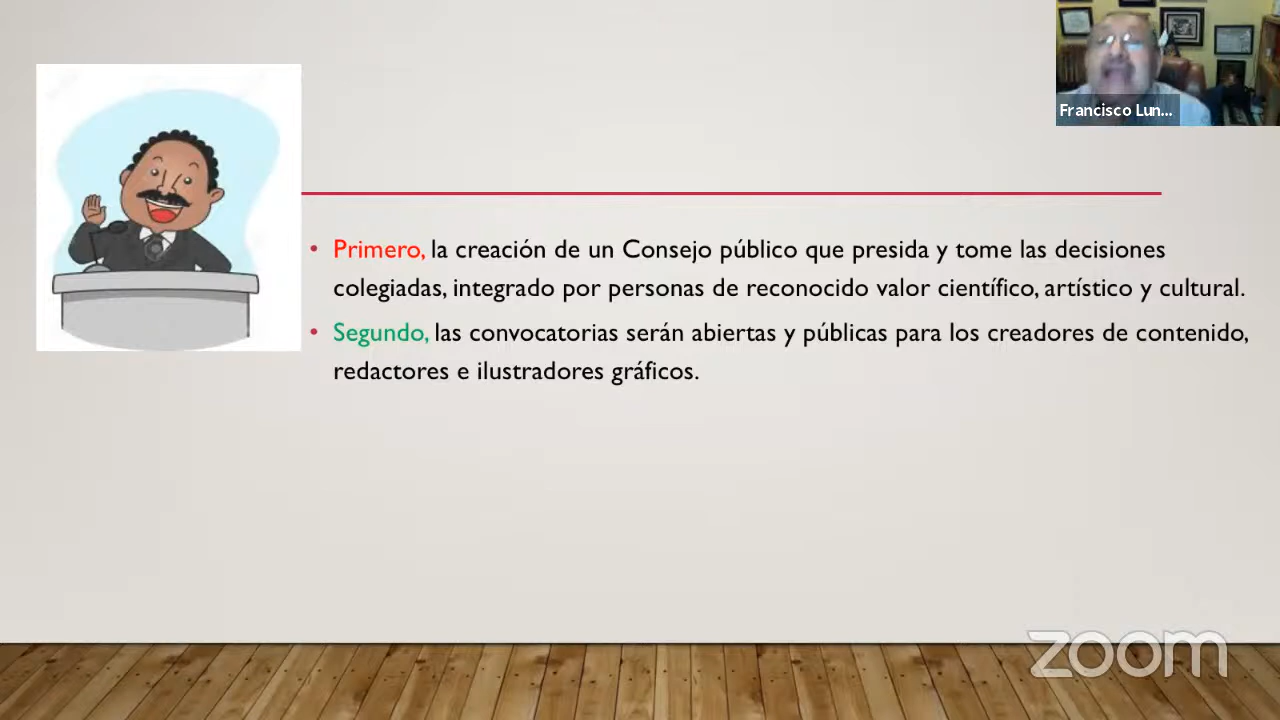 Francisco Lun...
Primero, la creación de un Consejo público que presida y tome las decisiones
colegiadas, integrado por personas de reconocido valor científico, artístico y cultural.
Segundo, las convocatorias serán abiertas y públicas para los creadores de contenido,
redactores e ilustradores gráficos.
zoom